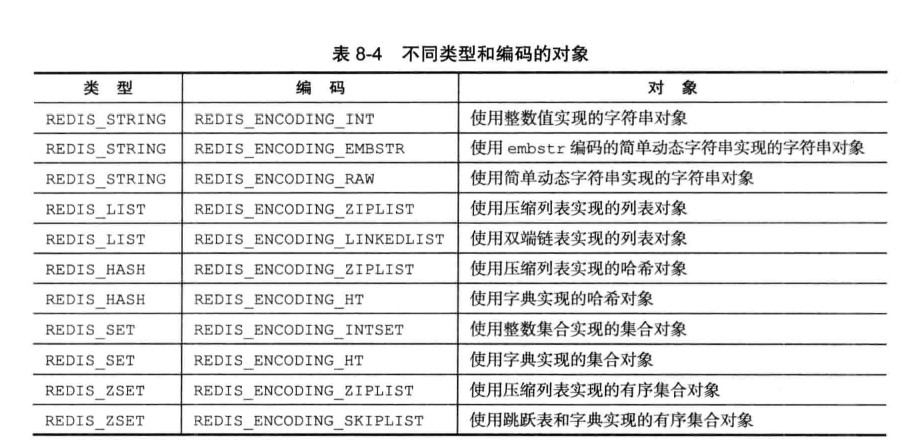 表 8-4 不同类型和编码的对象
类 型 编 码 对 象
REDIS_STRING REDIS_ENCODING_INT 使用整数值实现的字符串对象
REDIS_STRING REDIS_ENCODING_EMBSTR 使用 embstr 编码的简单动态字符串实现的字符串对象
REDIS_STRING REDIS_ENCODING_RAW 使用简单动态字符串实现的字符串对象
REDIS_LIST REDIS_ENCODING_ZIPLIST 使用压缩列表实现的列表对象
REDIS_LIST REDIS_ENCODING_LINKEDLIST 使用双端链表实现的列表对象
REDIS_HASH REDIS_ENCODING_ZIPLIST 使用压缩列表实现的哈希对象
REDIS_HASH REDIS_ENCODING_HT 使用字典实现的哈希对象
REDIS_SET REDIS_ENCODING_INTSET 使用整数集合实现的集合对象
REDIS_SET REDIS_ENCODING_HT 使用字典实现的集合对象
REDIS_ZSET REDIS_ENCODING_ZIPLIST 使用压缩列表实现的有序集合对象
REDIS_ZSET REDIS_ENCODING_SKIPLIST 使用跳跃表和字典实现的有序集合对象